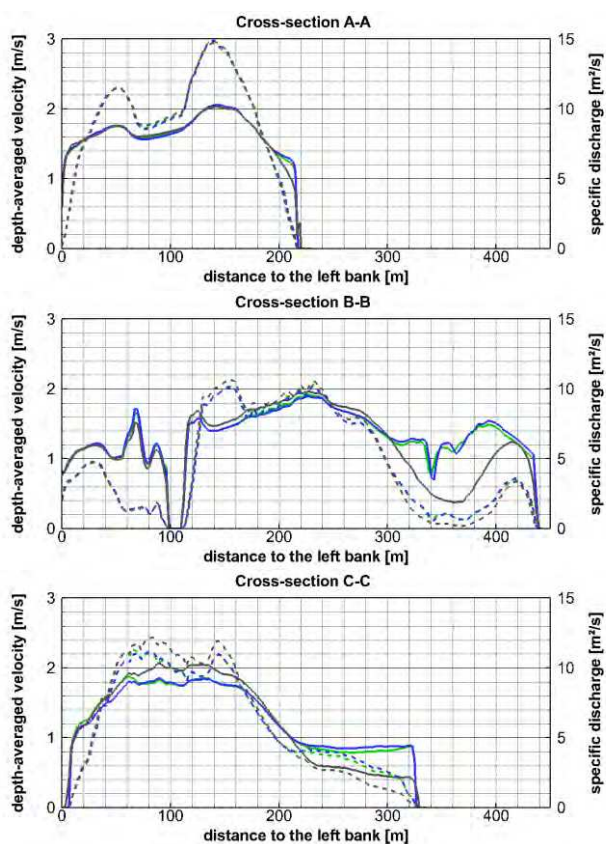 Cross-section A-A
depth-averaged velocity [m/s]
3
2
1
0
15
10
5
0
specific discharge [m²/s]
0 100 200 300 400
distance to the left bank [m]
Cross-section B-B
depth-averaged velocity [m/s]
3
2
1
0
15
10
5
0
specific discharge [m²/s]
0 100 200 300 400
distance to the left bank [m]
Cross-section C-C
depth-averaged velocity [m/s]
3
2
1
0
15
10
5
0
specific discharge [m²/s]
0 100 200 300 400
distance to the left bank [m]